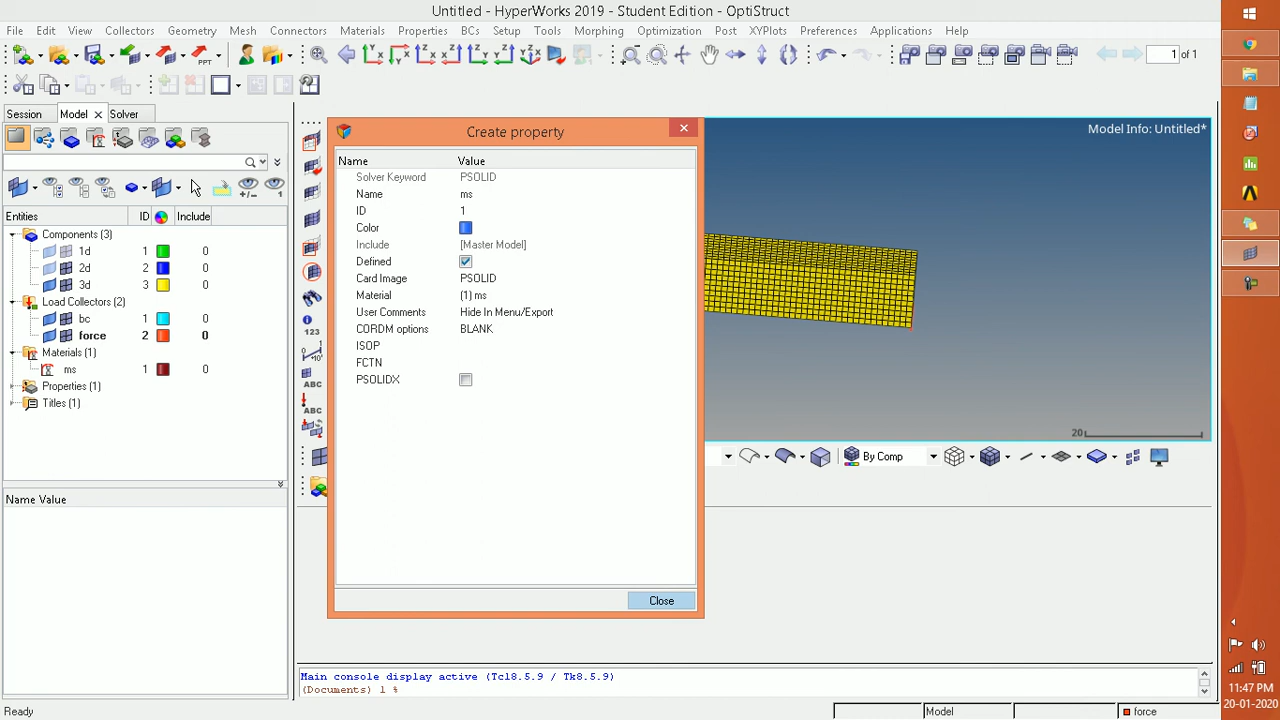 Untitled - HyperWorks 2019 - Student Edition - OptiStruct
File Edit View Collectors Geometry Mesh Connectors Materials Properties BCs Setup Tools Morphing Optimization Post XYPlots Preferences Applications Help
PPT
1 of 1
Session Model Solver
Entities ID Include
Components (3)
1d 1 0
2d 2 0
3d 3 0
Load Collectors (2)
bc 1 0
force 2 0
Materials (1)
ms 1 0
Properties (1)
Titles (1)
Name Value
123
ABC
ABC
Create property
Name Value
Solver Keyword PSOLID
Name ms
ID 1
Color
Include [Master Model]
Defined
Card Image PSOLID
Material (1) ms
User Comments Hide In Menu/Export
CORDM options BLANK
ISOP
FCTN
PSOLIDX
Close
Model Info: Untitled*
20
By Comp
Main console display active (Tcl8.5.9 / Tk8.5.9)
(Documents) 1 %
Ready
Model
force
11:47 PM
20-01-2020